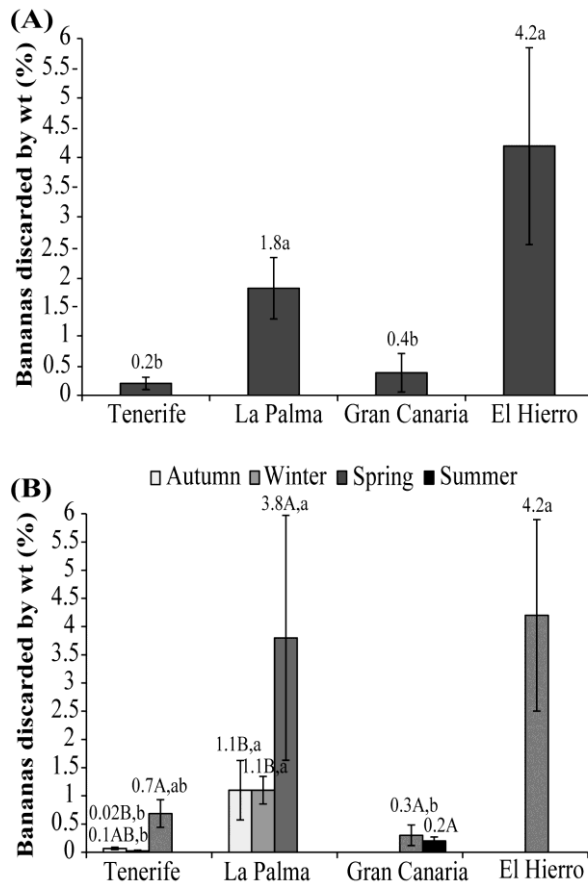 (A)
Bananas discarded by wt (%)
6
5.5
5
4.5
4
3.5-
3
2.5-
2
1.5-
1
0.5
0
0.2b
1.8a
0.4b
4.2a
Tenerife La Palma Gran Canaria El Hierro
(B)
Autumn Winter Spring Summer
Bananas discarded by wt (%)
6
5.5
5
4.5
4
3.5
3
2.5
2
1.5
1
0.5
0
0.02B,b
0.1AB,b
0.7A,ab
1.1B,a
1.1B,a
3.8A,a
0.3A,b
0.2A
4.2a
Tenerife La Palma Gran Canaria El Hierro